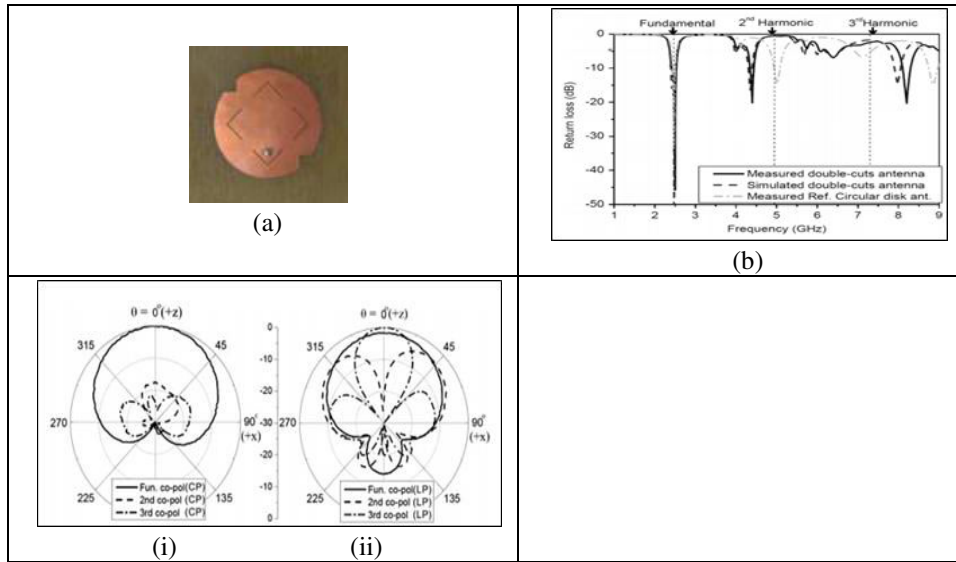 (a)
Fundamental 2nd Harmonic 3rd Harmonic
0
-10
-20
-30
-40
-50
Return loss (dB)
Measured double-cuts antenna
Simulated double-cuts antenna
Measured Ref. Circular disk ant.
1 2 3 4 5 6 7 8 9
Frequency (GHz)
(b)
θ = 0°(+z)
315
45
270
90°
(+x)
225
135
Fun. co-pol(CP)
2nd co-pol (CP)
3rd co-pol (CP)
(i)
0
-10
-20
-30
-20
-10
0
θ = 0°(+z)
315
45
270
90°
(+x)
225
135
Fun. co-pol(LP)
2nd co-pol (LP)
3rd co-pol (LP)
(ii)